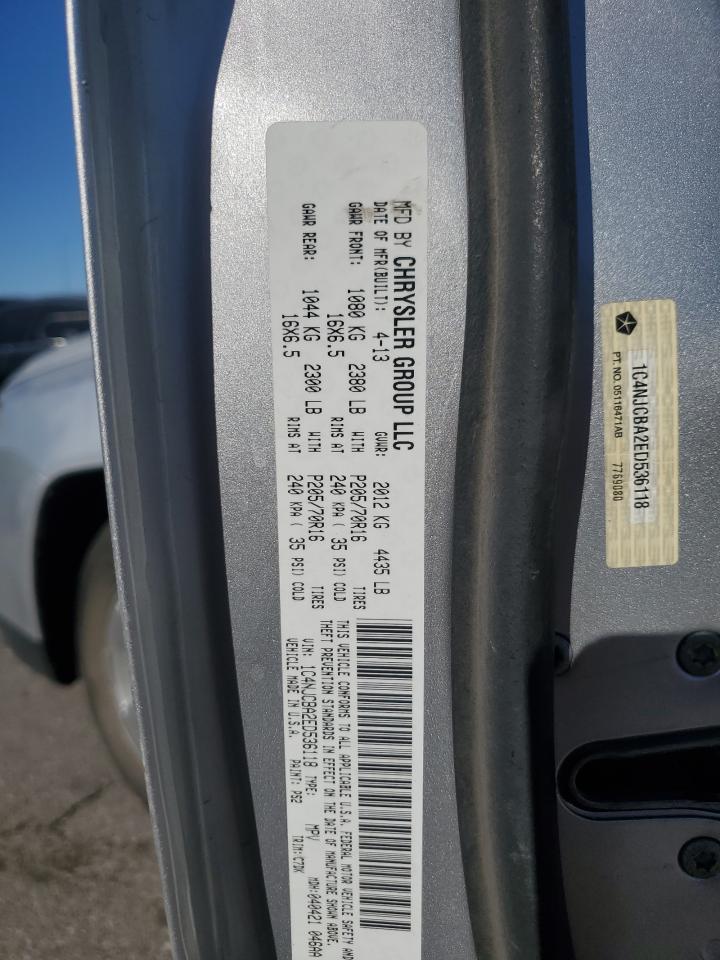 MFD BY CHRYSLER GROUP LLC
DATE OF MFR(BUILT): 4-13 GVWR: 2012 KG 4435 LB
GAWR FRONT: 1080 KG 2380 LB WITH P205/70R16 TIRES
16X6.5 RIMS AT 240 KPA ( 35 PSI) COLD
GAWR REAR: 1044 KG 2300 LB WITH P205/70R16 TIRES
16X6.5 RIMS AT 240 KPA ( 35 PSI) COLD
THIS VEHICLE CONFORMS TO ALL APPLICABLE U.S.A. FEDERAL MOTOR VEHICLE SAFETY AND
THEFT PREVENTION STANDARDS IN EFFECT ON THE DATE OF MANUFACTURE SHOWN ABOVE.
VIN: 1C4NJCBA2ED536118 TYPE: MPV MDH:040421 046AA
VEHICLE MADE IN U.S.A. PAINT: PS2 TRIM:C7DK
1C4NJCBA2ED536118
PT. NO. 05116471AB 7769080